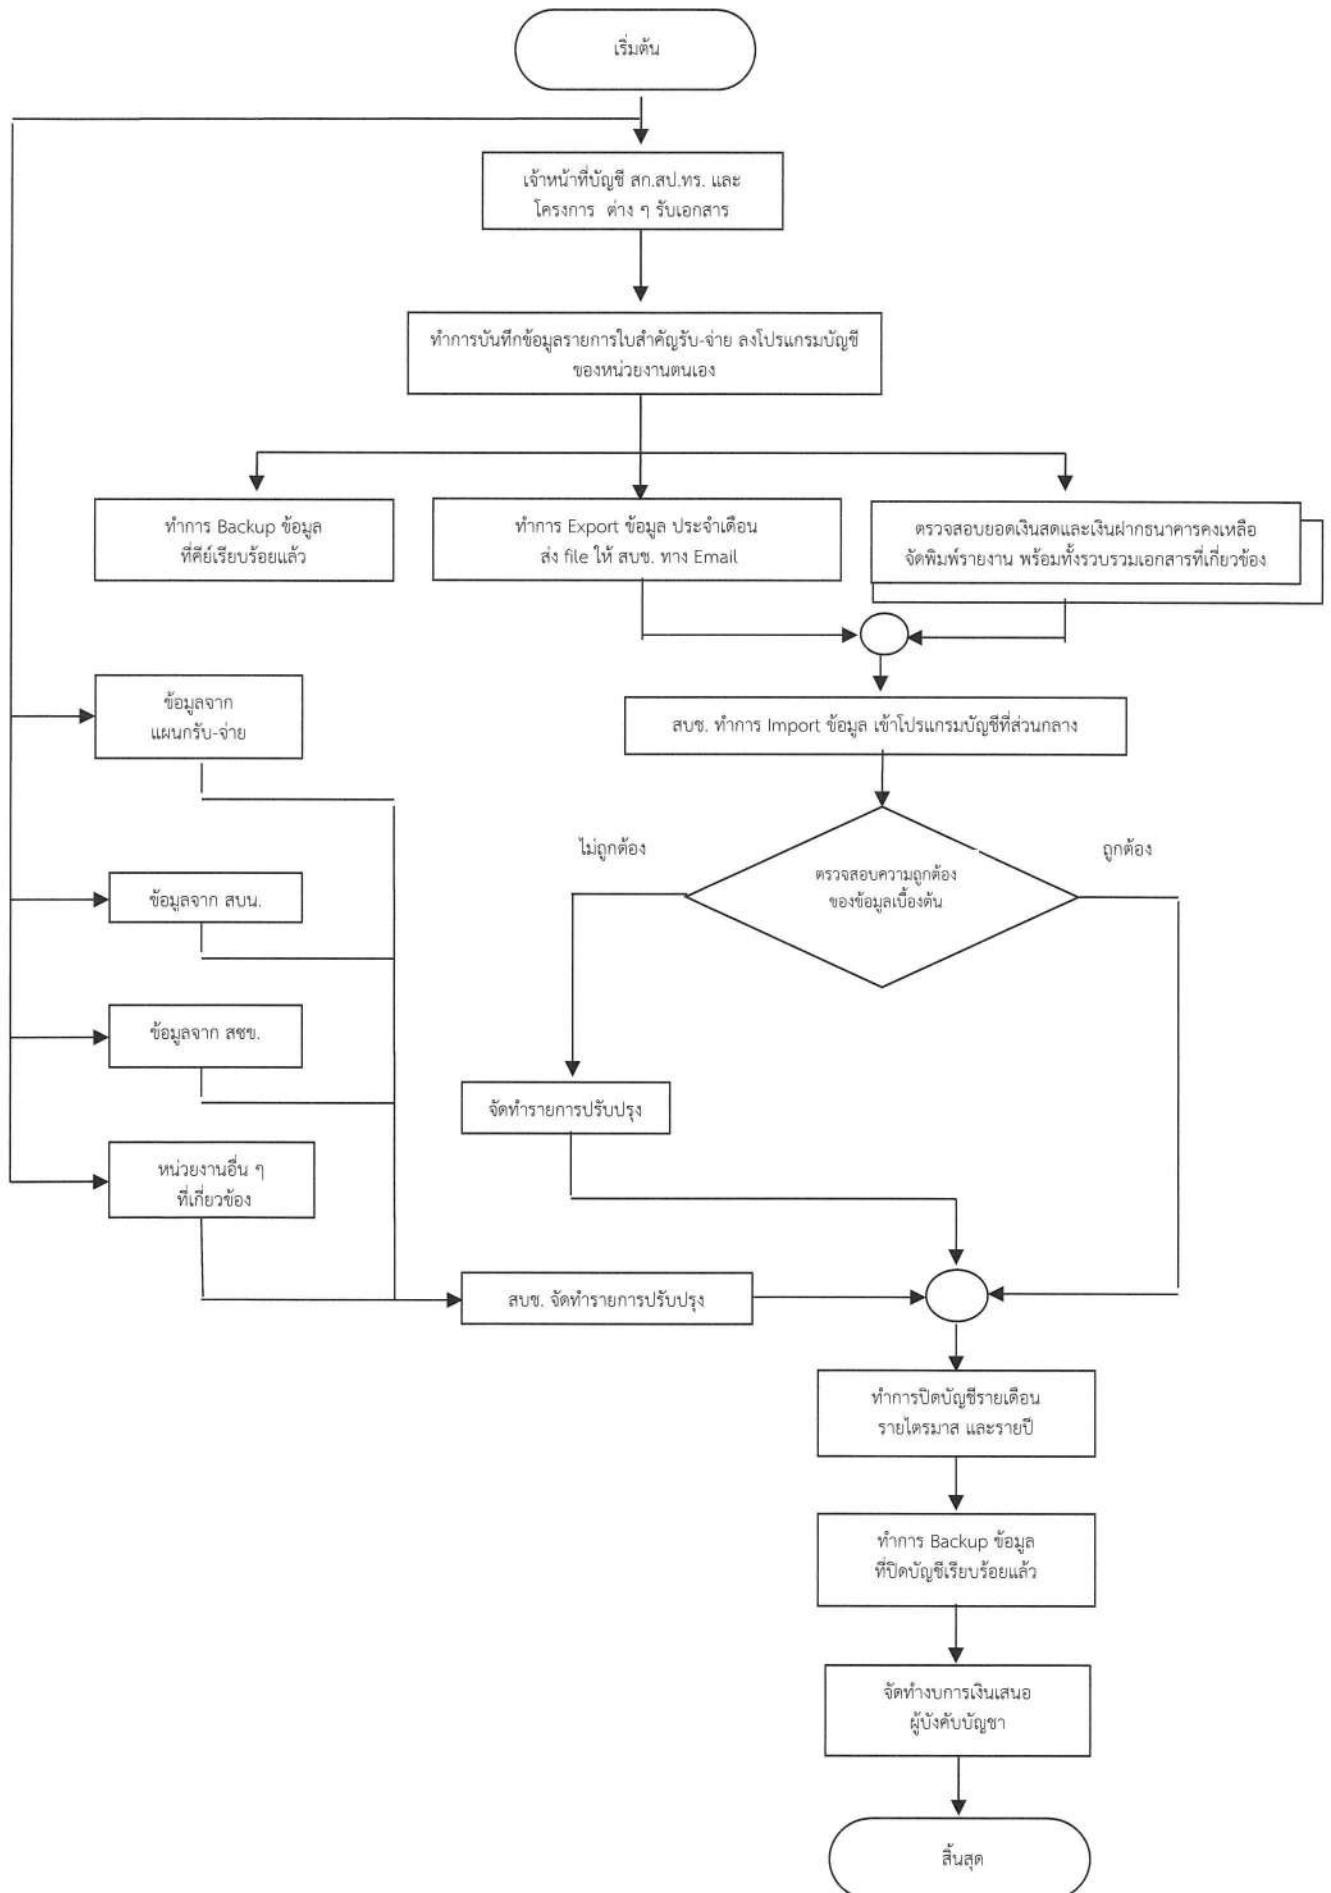 เริ่มต้น
เจ้าหน้าที่บัญชี สก.สป.ทร. และ
โครงการ ต่าง ๆ รับเอกสาร
ทำการบันทึกข้อมูลรายการใบสำคัญรับ-จ่าย ลงโปรแกรมบัญชี
ของหน่วยงานตนเอง
ทำการ Backup ข้อมูล
ที่คีย์เรียบร้อยแล้ว
ทำการ Export ข้อมูล ประจำเดือน
ส่ง file ให้ สบช. ทาง Email
ตรวจสอบยอดเงินสดและเงินฝากธนาคารคงเหลือ
จัดพิมพ์รายงาน พร้อมทั้งรวบรวมเอกสารที่เกี่ยวข้อง
ข้อมูลจาก
แผนกรับ-จ่าย
สบช. ทำการ Import ข้อมูล เข้าโปรแกรมบัญชีที่ส่วนกลาง
ไม่ถูกต้อง
ถูกต้อง
ตรวจสอบความถูกต้อง
ของข้อมูลเบื้องต้น
ข้อมูลจาก สบน.
ข้อมูลจาก สซข.
จัดทำรายการปรับปรุง
หน่วยงานอื่น ๆ
ที่เกี่ยวข้อง
สบช. จัดทำรายการปรับปรุง
ทำการปิดบัญชีรายเดือน
รายไตรมาส และรายปี
ทำการ Backup ข้อมูล
ที่ปิดบัญชีเรียบร้อยแล้ว
จัดทำงบการเงินเสนอ
ผู้บังคับบัญชา
สิ้นสุด